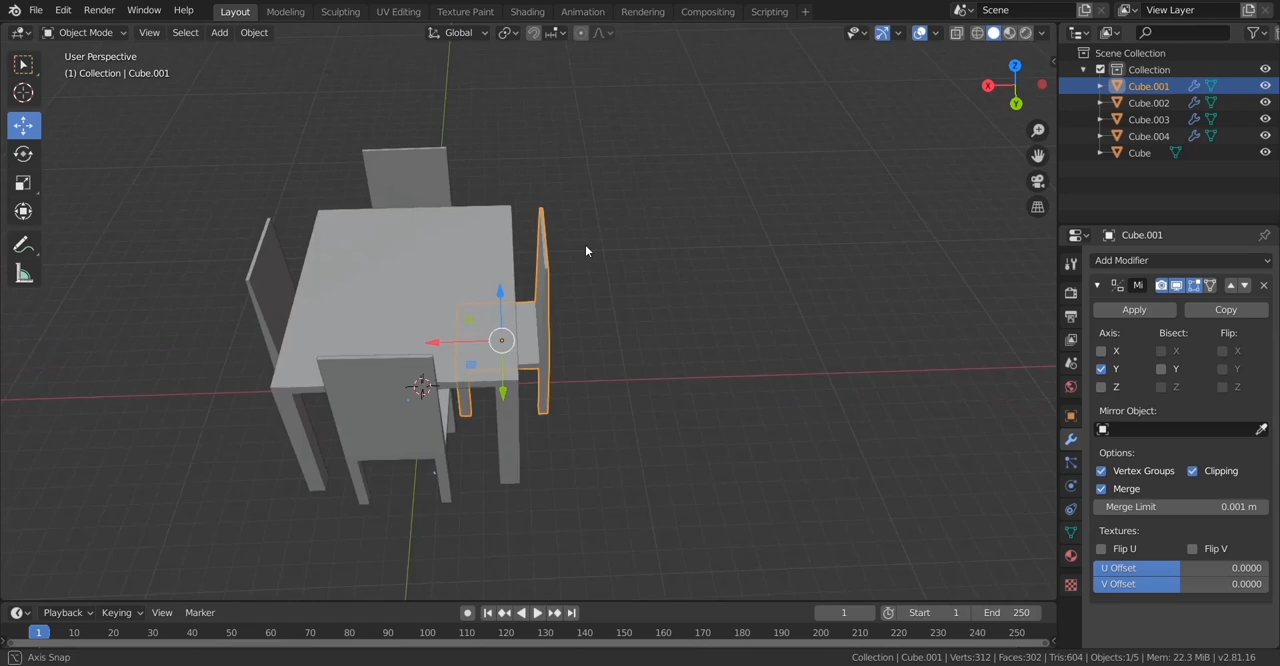 File Edit Render Window Help Layout Modeling Sculpting UV Editing Texture Paint Shading Animation Rendering Compositing Scripting + Scene View Layer
Object Mode View Select Add Object Global
User Perspective
(1) Collection | Cube.001
X Y Z
Scene Collection
Collection
Cube.001
Cube.002
Cube.003
Cube.004
Cube
Cube.001
Add Modifier
Mi
Apply Copy
Axis: Bisect: Flip:
X X X
Y Y Y
Z Z Z
Mirror Object:
Options:
Vertex Groups Clipping
Merge
Merge Limit 0.001 m
Textures:
Flip U Flip V
U Offset 0.0000
V Offset 0.0000
Playback Keying View Marker 1 Start 1 End 250
1 10 20 30 40 50 60 70 80 90 100 110 120 130 140 150 160 170 180 190 200 210 220 230 240 250
Axis Snap Collection | Cube.001 | Verts:312 | Faces:302 | Tris:604 | Objects:1/5 | Mem: 22.3 MiB | v2.81.16